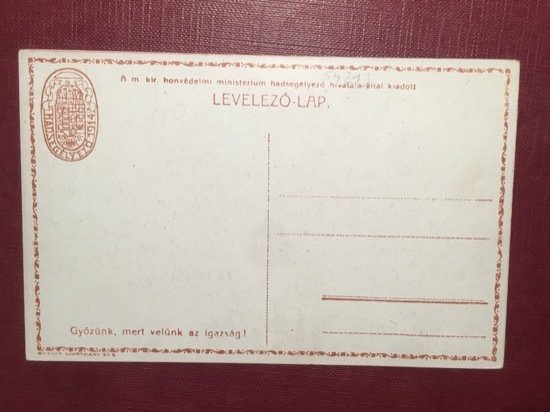 A m. kir. honvédelmi ministerium hadsegélyező hivatala által kiadott
LEVELEZŐ-LAP.
HADSEGÉLYEZŐ 1914
Győzünk, mert velünk az igazság!